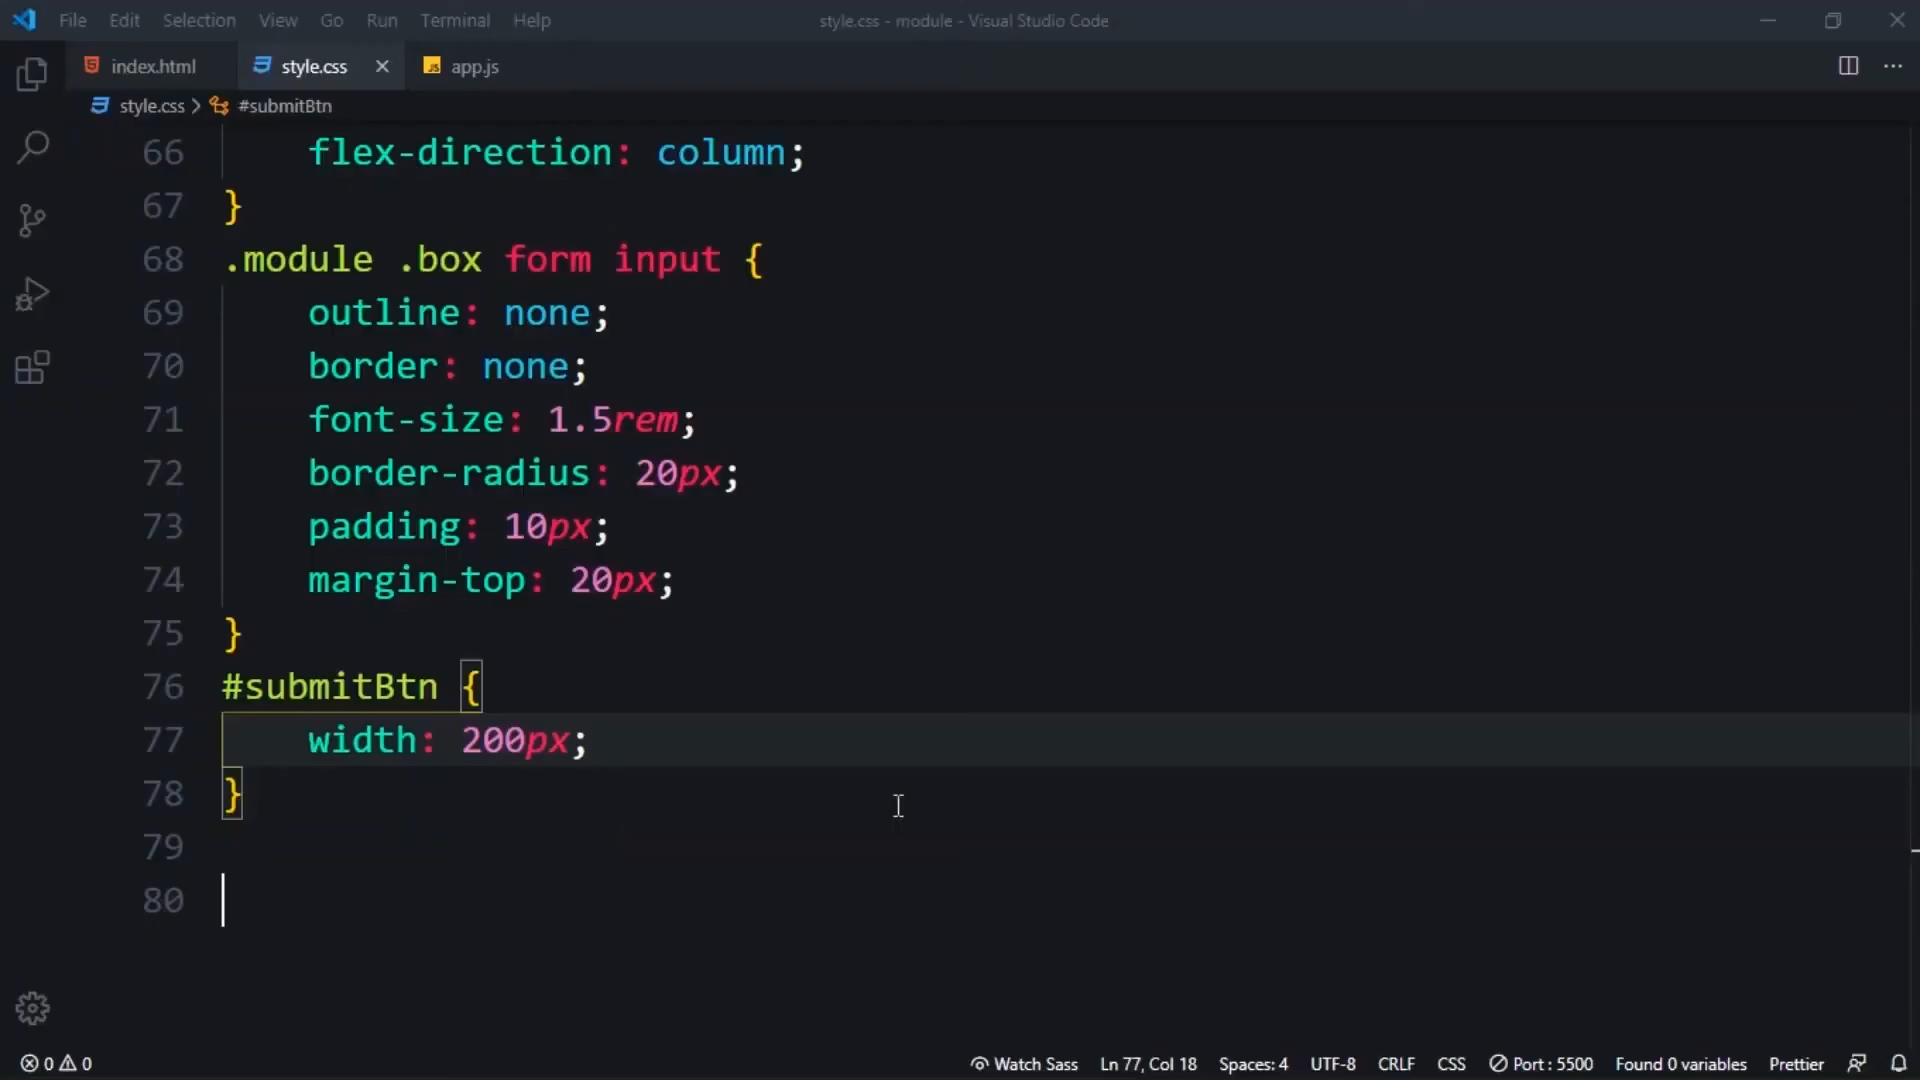 File Edit Selection View Go Run Terminal Help style.css - module - Visual Studio Code
index.html style.css app.js
style.css > #submitBtn
66 flex-direction: column;
67 }
68 .module .box form input {
69 outline: none;
70 border: none;
71 font-size: 1.5rem;
72 border-radius: 20px;
73 padding: 10px;
74 margin-top: 20px;
75 }
76 #submitBtn {
77 width: 200px;
78 }
79
80
0 0 Watch Sass Ln 77, Col 18 Spaces: 4 UTF-8 CRLF CSS Port : 5500 Found 0 variables Prettier